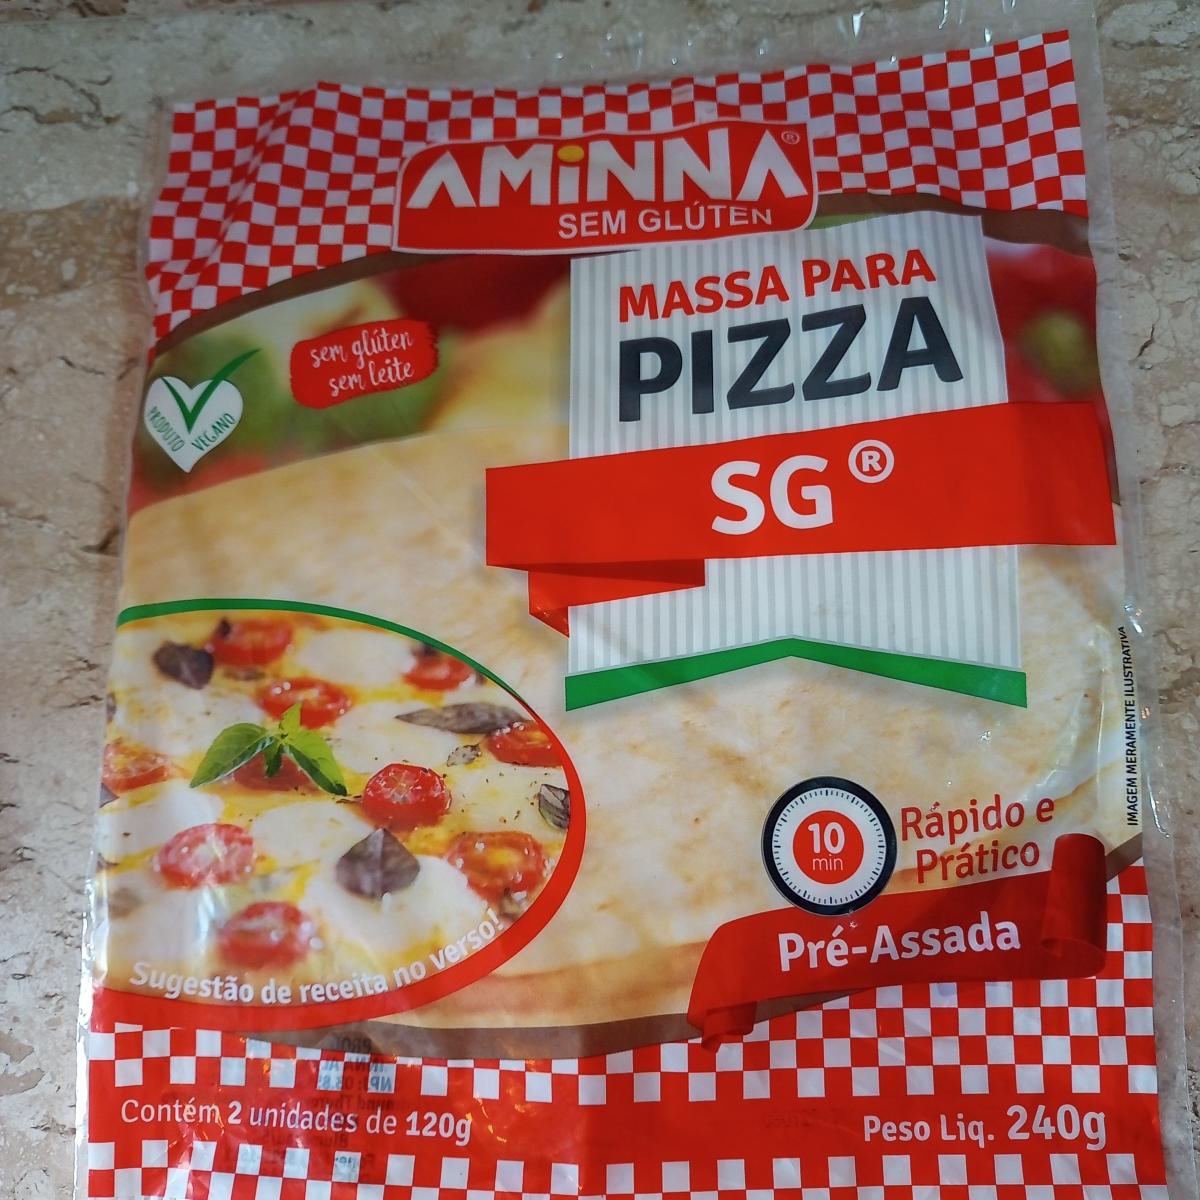 AMiNNA®
SEM GLÚTEN
MASSA PARA
PIZZA
SG ®
sem glúten
sem leite
PRODUTO VEGANO
IMAGEM MERAMENTE ILUSTRATIVA
10
min
Rápido e
Prático
Pré-Assada
Sugestão de receita no verso!
Contém 2 unidades de 120g
Peso Liq. 240g